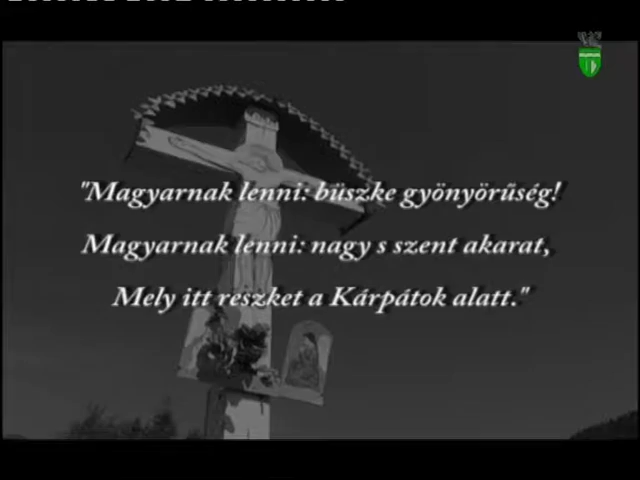 "Magyarnak lenni: büszke gyönyörűség!
Magyarnak lenni: nagy s szent akarat,
Mely itt reszket a Kárpátok alatt."